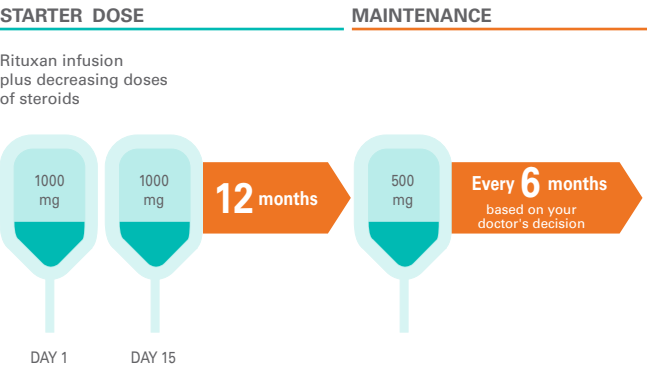 STARTER DOSE
MAINTENANCE
Rituxan infusion
plus decreasing doses
of steroids
1000
mg
1000
mg
12 months
500
mg
Every 6 months
based on your
doctor's decision
DAY 1
DAY 15